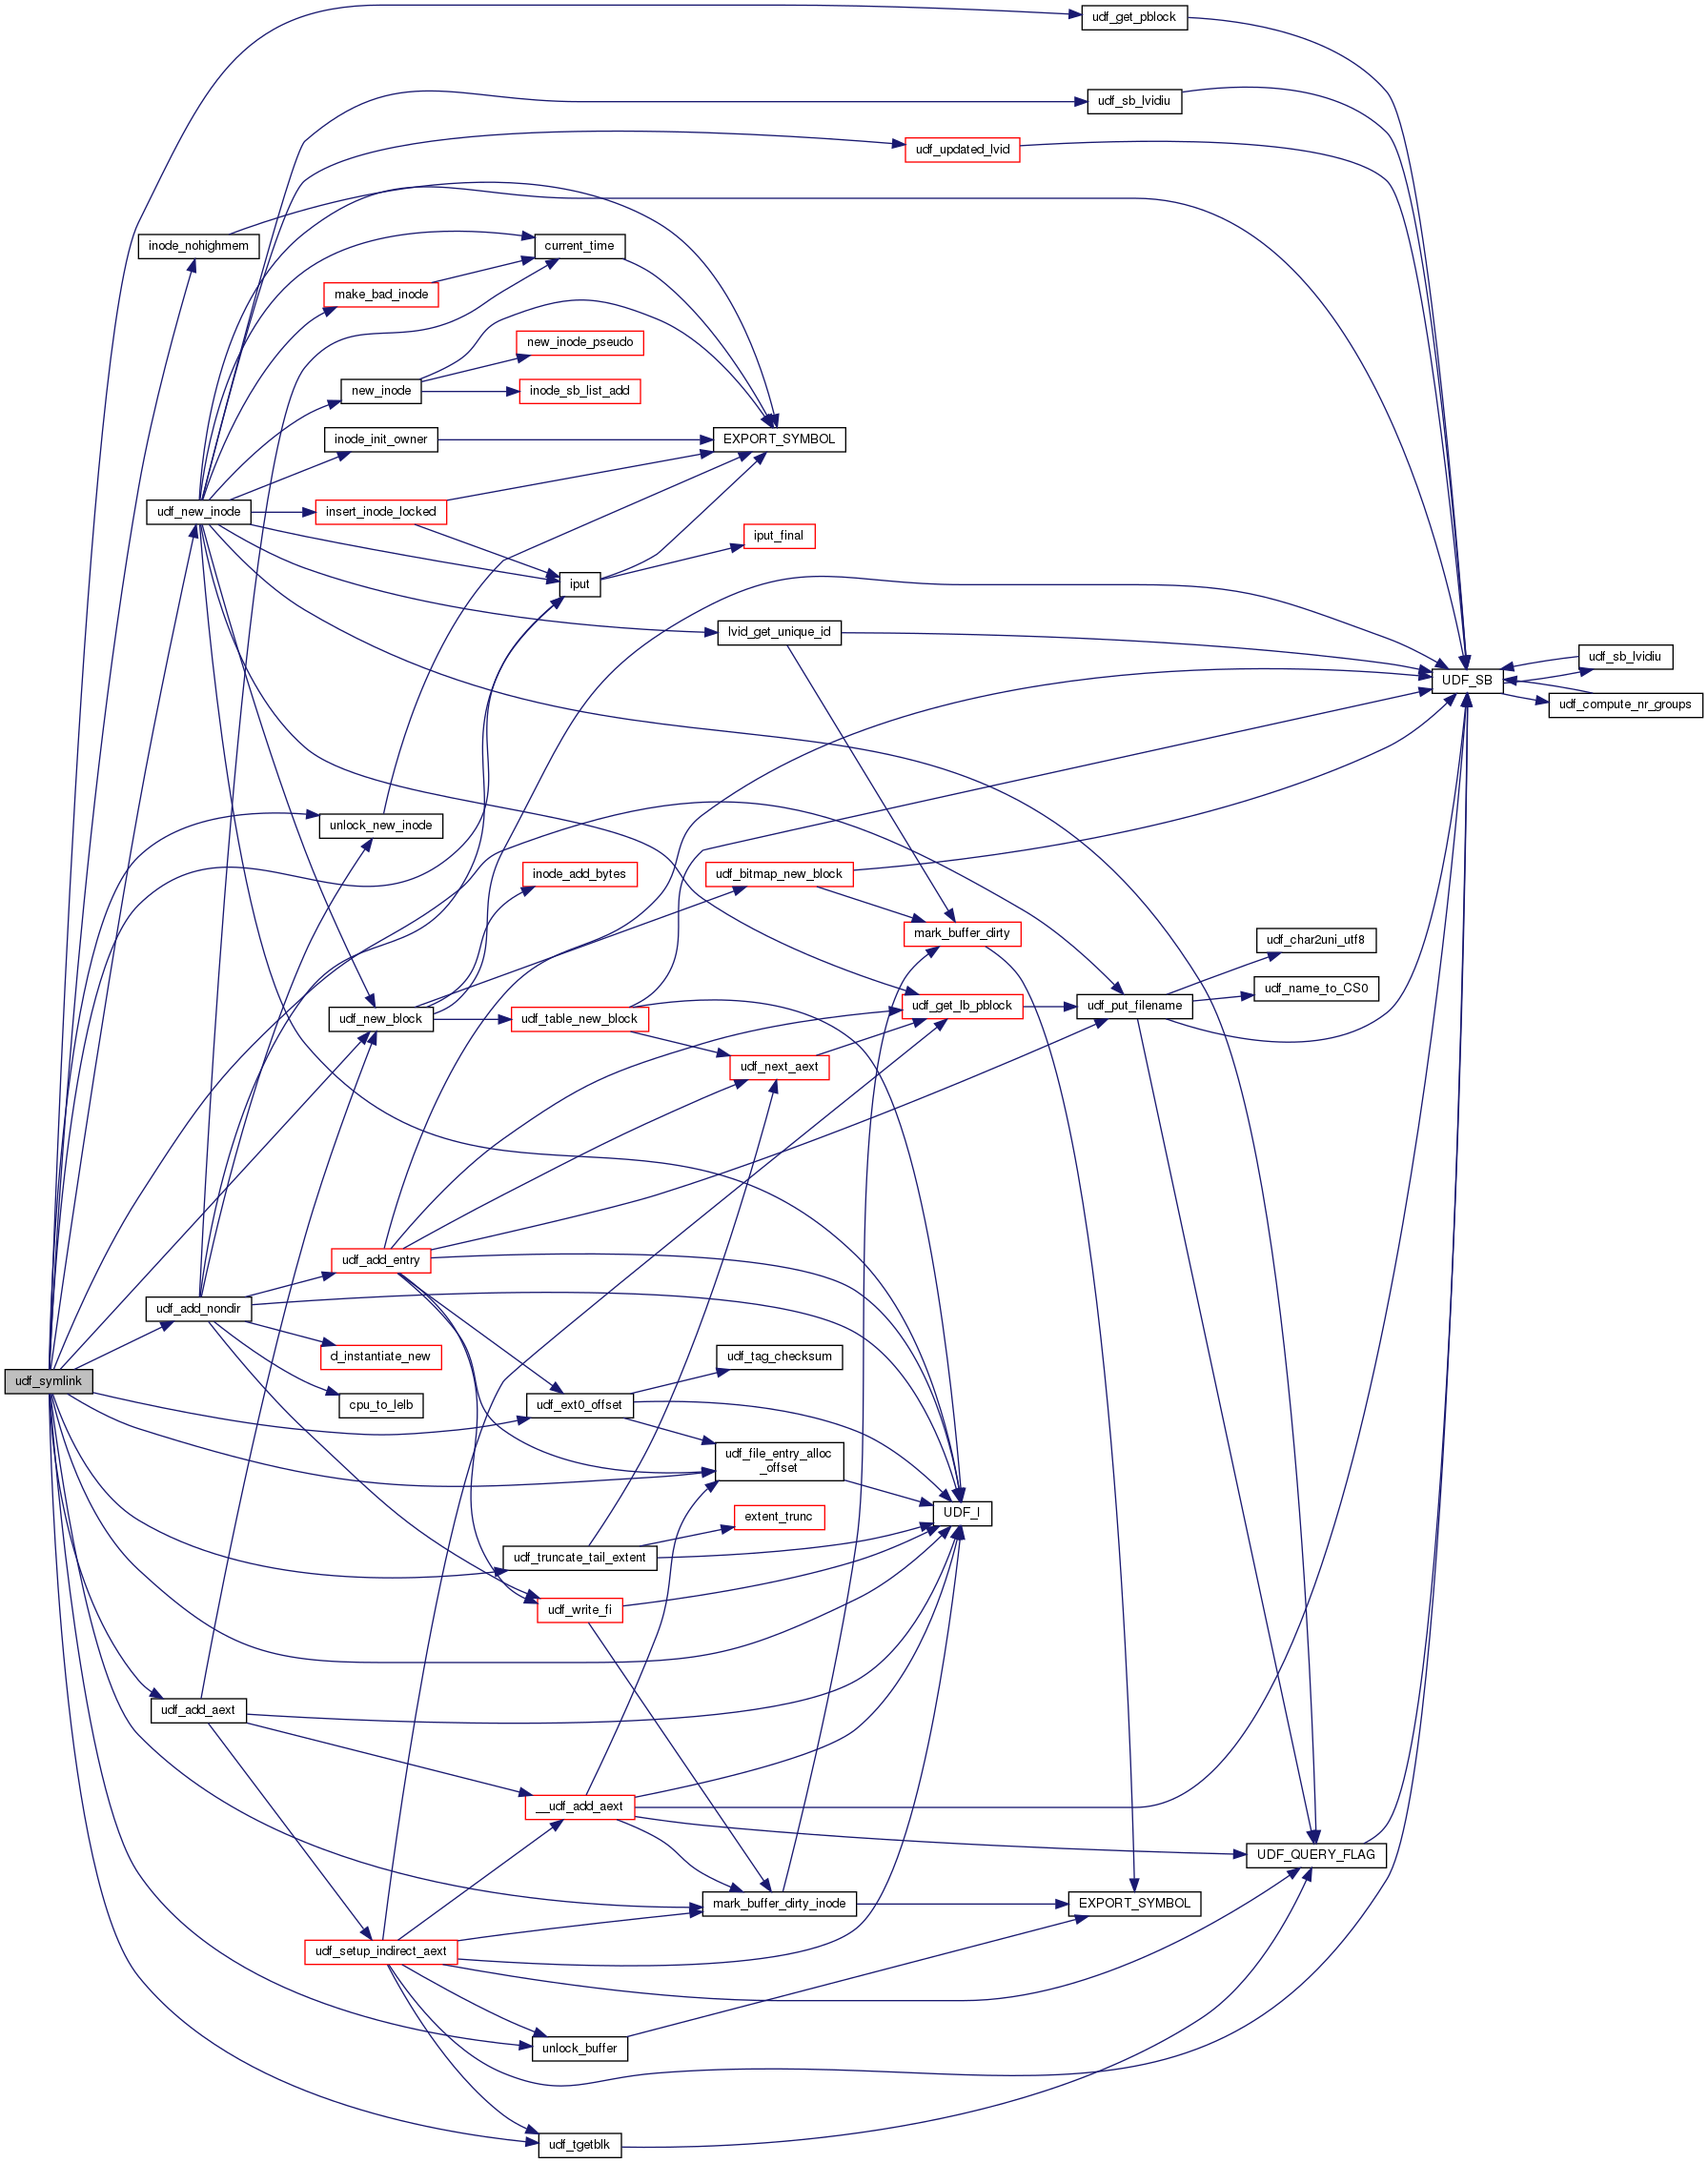 udf_get_pblock
udf_sb_lvidiu
udf_updated_lvid
inode_nohighmem
current_time
make_bad_inode
new_inode_pseudo
new_inode
inode_sb_list_add
inode_init_owner
EXPORT_SYMBOL
udf_new_inode
insert_inode_locked
iput_final
iput
lvid_get_unique_id
udf_sb_lvidiu
UDF_SB
udf_compute_nr_groups
unlock_new_inode
inode_add_bytes
udf_bitmap_new_block
mark_buffer_dirty
udf_char2uni_utf8
udf_name_to_CS0
udf_get_lb_pblock
udf_put_filename
udf_new_block
udf_table_new_block
udf_next_aext
udf_add_entry
udf_add_nondir
d_instantiate_new
udf_tag_checksum
udf_symlink
cpu_to_lelb
udf_ext0_offset
udf_file_entry_alloc
_offset
UDF_I
extent_trunc
udf_truncate_tail_extent
udf_write_fi
udf_add_aext
__udf_add_aext
UDF_QUERY_FLAG
mark_buffer_dirty_inode
EXPORT_SYMBOL
udf_setup_indirect_aext
unlock_buffer
udf_tgetblk